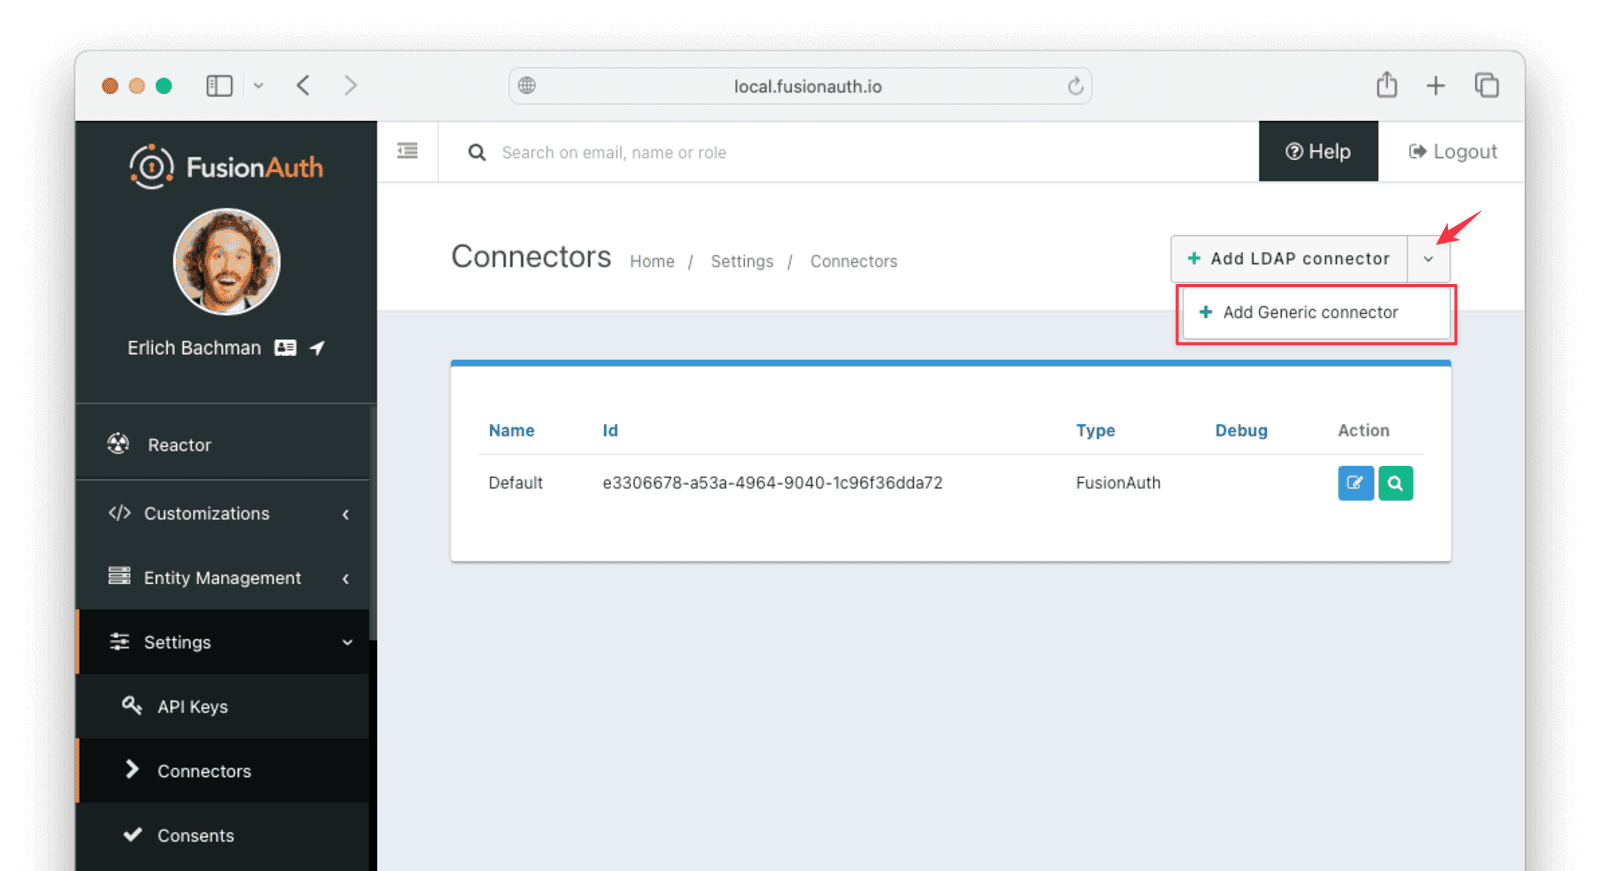 local.fusionauth.io
FusionAuth
Search on email, name or role
Help
Logout
Erlich Bachman
Connectors
Home / Settings / Connectors
Add LDAP connector
Add Generic connector
Reactor
Customizations
Entity Management
Settings
API Keys
Connectors
Consents
Name Id Type Debug Action
Default e3306678-a53a-4964-9040-1c96f36dda72 FusionAuth